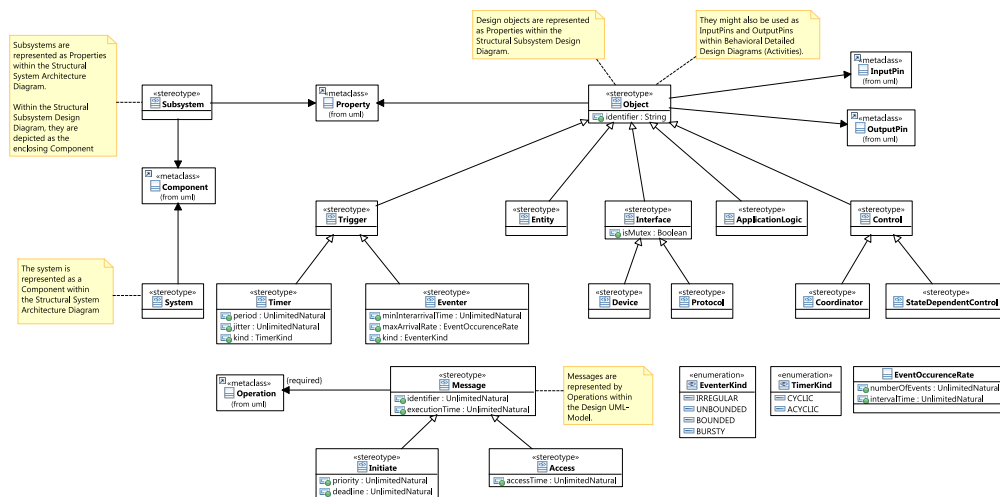 Subsystems are
represented as Properties
within the Structural
System Architecture
Diagram.
Within the Structural
Subsystem Design
Diagram, they are
depicted as the
enclosing Component
Design objects are represented
as Properties within the
Structural Subsystem Design
Diagram.
They might also be used as
InputPins and OutputPins
within Behavioral Detailed
Design Diagrams (Activities).
«stereotype»
Subsystem
«metaclass»
Property
(from uml)
«stereotype»
Object
identifier : String
«metaclass»
InputPin
(from uml)
«metaclass»
OutputPin
(from uml)
«metaclass»
Component
(from uml)
«stereotype»
Trigger
«stereotype»
Entity
«stereotype»
Interface
isMutex : Boolean
«stereotype»
ApplicationLogic
«stereotype»
Control
The system is
represented as a
Component within
the Structural System
Architecture Diagram
«stereotype»
System
«stereotype»
Timer
period : UnlimitedNatural
jitter : UnlimitedNatural
kind : TimerKind
«stereotype»
Eventer
minInterarrivalTime : UnlimitedNatural
maxArrivalRate : EventOccurenceRate
kind : EventerKind
«stereotype»
Device
«stereotype»
Protocol
«stereotype»
Coordinator
«stereotype»
StateDependentControl
«metaclass»
Operation
(from uml)
(required)
«stereotype»
Message
identifier : UnlimitedNatural
executionTime : UnlimitedNatural
Messages are
represented by
Operations within
the Design UML-
Model.
«enumeration»
EventerKind
IRREGULAR
UNBOUNDED
BOUNDED
BURSTY
«enumeration»
TimerKind
CYCLIC
ACYCLIC
EventOccurenceRate
numberOfEvents : UnlimitedNatural
intervalTime : UnlimitedNatural
«stereotype»
Initiate
priority : UnlimitedNatural
deadline : UnlimitedNatural
«stereotype»
Access
accessTime : UnlimitedNatural